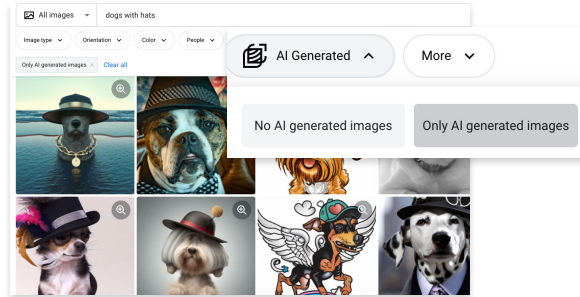 All images dogs with hats
Image type Orientation Color People
Only AI generated images × Clear all
AI Generated More
No AI generated images Only AI generated images